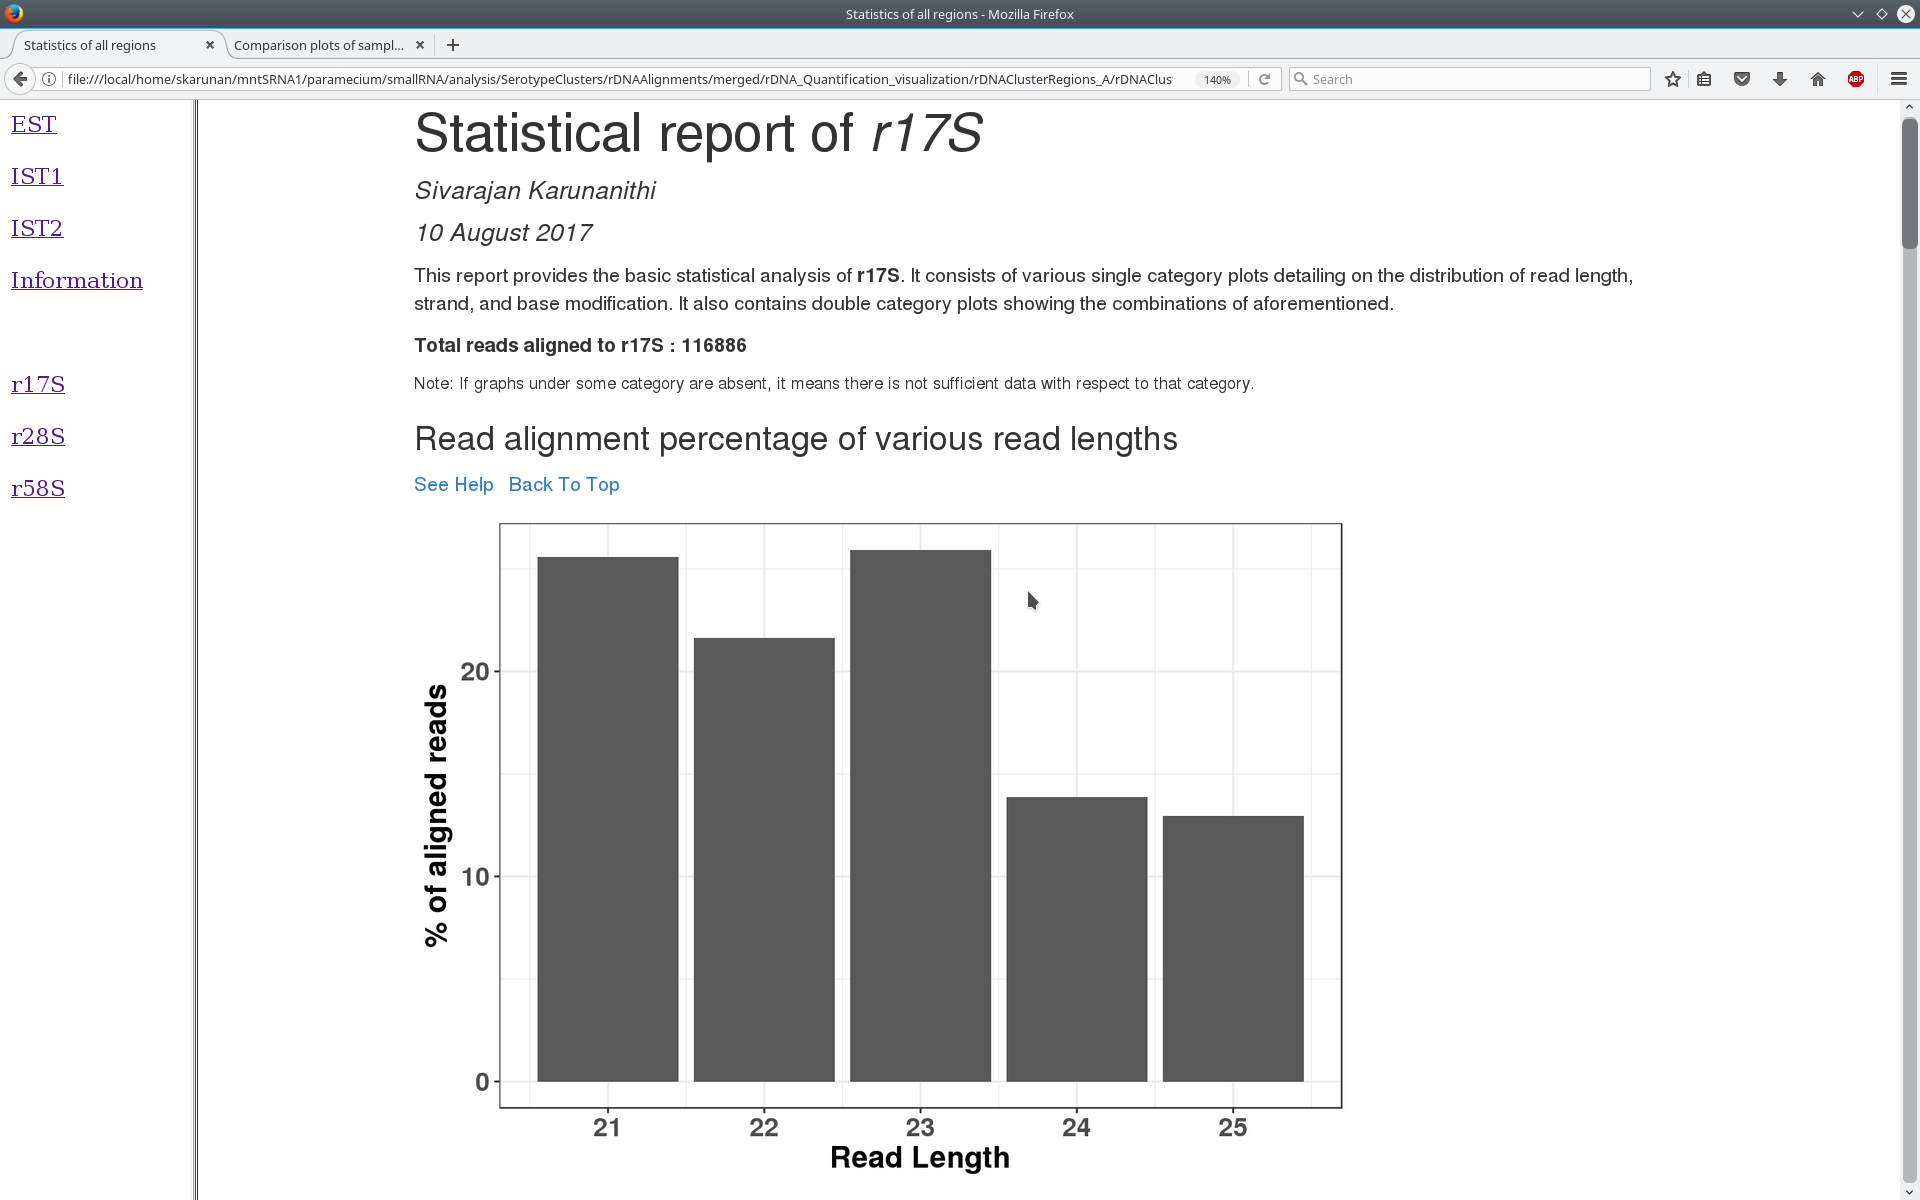 Statistics of all regions - Mozilla Firefox
Statistics of all regions
Comparison plots of sampl...
file:///local/home/skarunan/mntSRNA1/paramecium/smallRNA/analysis/SerotypeClusters/rDNAAlignments/merged/rDNA_Quantification_visualization/rDNAClusterRegions_A/rDNAClus
140%
Search
ABP
EST
IST1
IST2
Information
r17S
r28S
r58S
Statistical report of r17S
Sivarajan Karunanithi
10 August 2017
This report provides the basic statistical analysis of r17S. It consists of various single category plots detailing on the distribution of read length,
strand, and base modification. It also contains double category plots showing the combinations of aforementioned.
Total reads aligned to r17S : 116886
Note: If graphs under some category are absent, it means there is not sufficient data with respect to that category.
Read alignment percentage of various read lengths
See Help Back To Top
% of aligned reads
20
10
0
21 22 23 24 25
Read Length